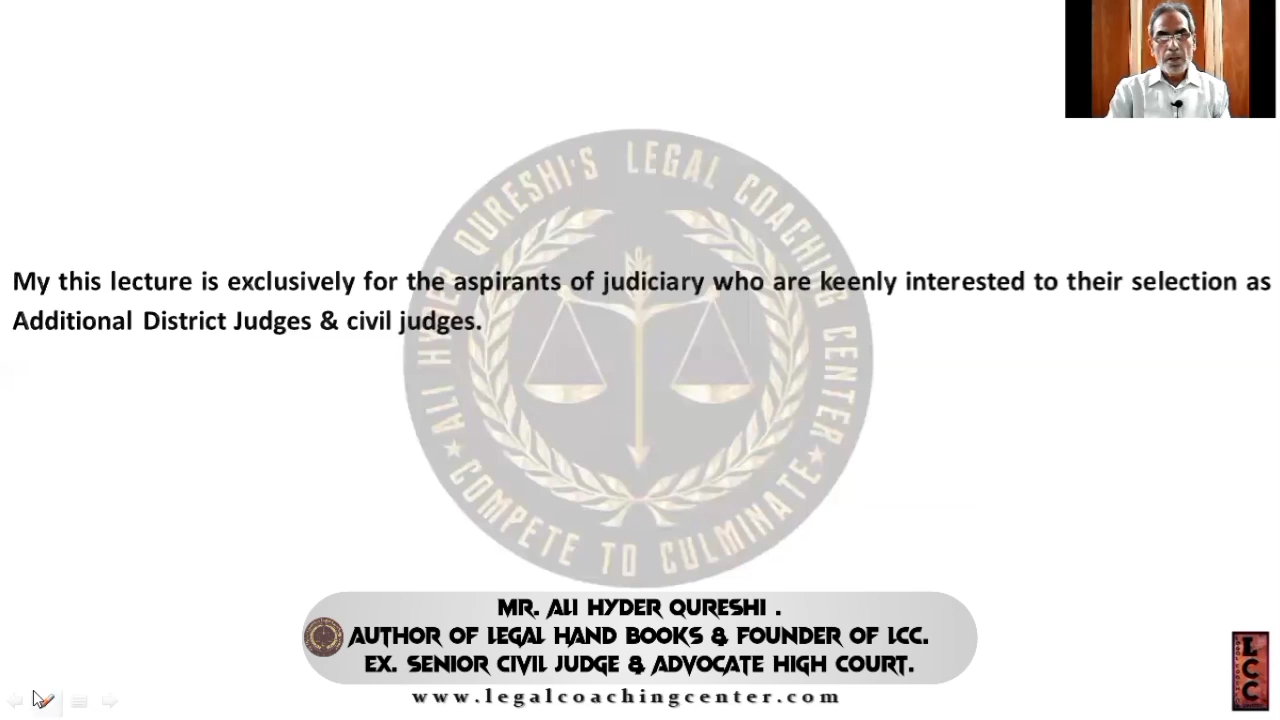 My this lecture is exclusively for the aspirants of judiciary who are keenly interested to their selection as
Additional District Judges & civil judges.
ALI HYDER QURESHI'S LEGAL COACHING CENTER
COMPETE TO CULMINATE
MR. ALI HYDER QURESHI .
AUTHOR OF LEGAL HAND BOOKS & FOUNDER OF LCC.
EX. SENIOR CIVIL JUDGE & ADVOCATE HIGH COURT.
www.legalcoachingcenter.com
LCC